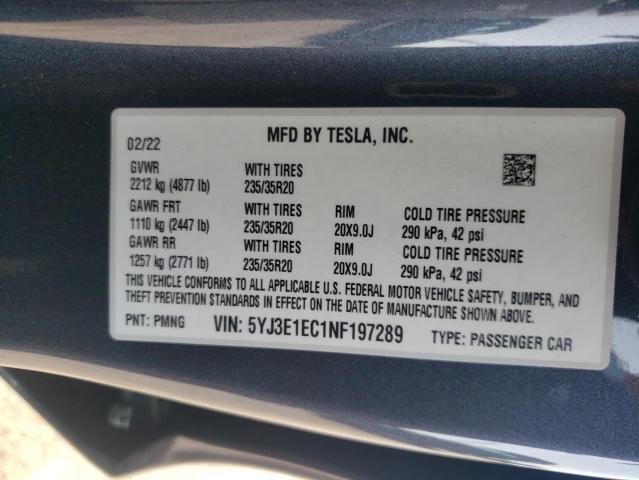 MFD BY TESLA, INC.
02/22
GVWR WITH TIRES
2212 kg (4877 lb) 235/35R20
GAWR FRT WITH TIRES RIM COLD TIRE PRESSURE
1110 kg (2447 lb) 235/35R20 20X9.0J 290 kPa, 42 psi
GAWR RR WITH TIRES RIM COLD TIRE PRESSURE
1257 kg (2771 lb) 235/35R20 20X9.0J 290 kPa, 42 psi
THIS VEHICLE CONFORMS TO ALL APPLICABLE U.S. FEDERAL MOTOR VEHICLE SAFETY, BUMPER, AND
THEFT PREVENTION STANDARDS IN EFFECT ON THE DATE OF MANUFACTURE SHOWN ABOVE.
PNT: PMNG VIN: 5YJ3E1EC1NF197289 TYPE: PASSENGER CAR